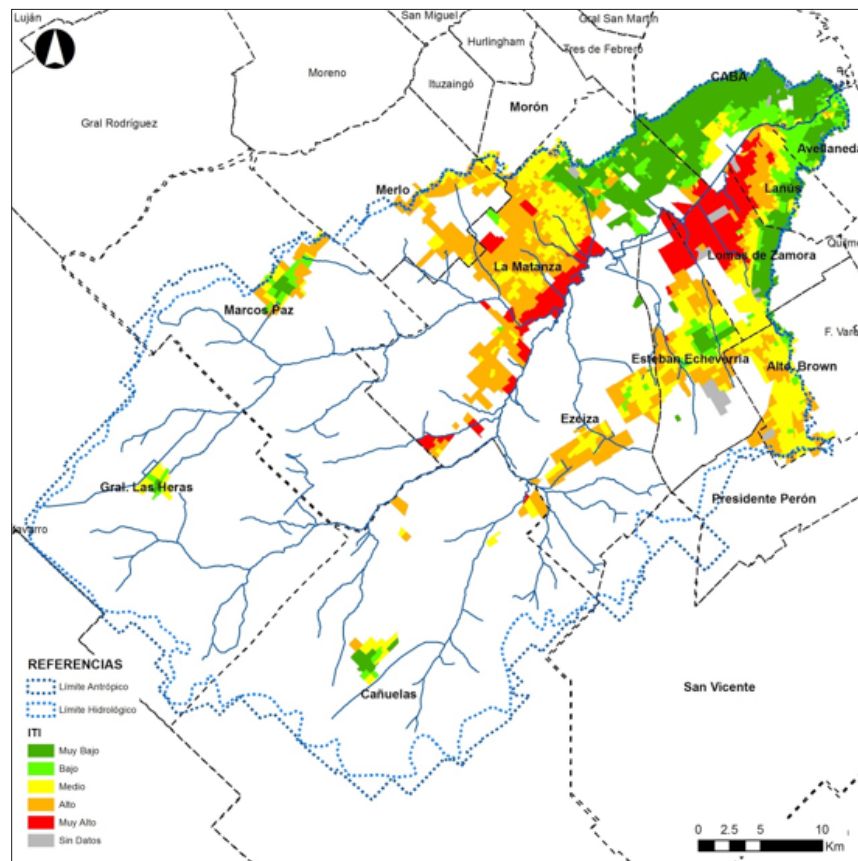 Luján
San Miguel
Gral San Martín
Hurlingham
Tres de Febrero
Moreno
Ituzaingó
CABA
Morón
Gral Rodríguez
Avellaneda
Merlo
Lanús
La Matanza
Lomas de Zamora
Marcos Paz
Esteban Echeverría
Alte. Brown
Ezeiza
Gral. Las Heras
Presidente Perón
Cañuelas
San Vicente
REFERENCIAS
Límite Antrópico
Límite Hidrológico
ITI
Muy Bajo
Bajo
Medio
Alto
Muy Alto
Sin Datos
0 2.5 5 10
Km